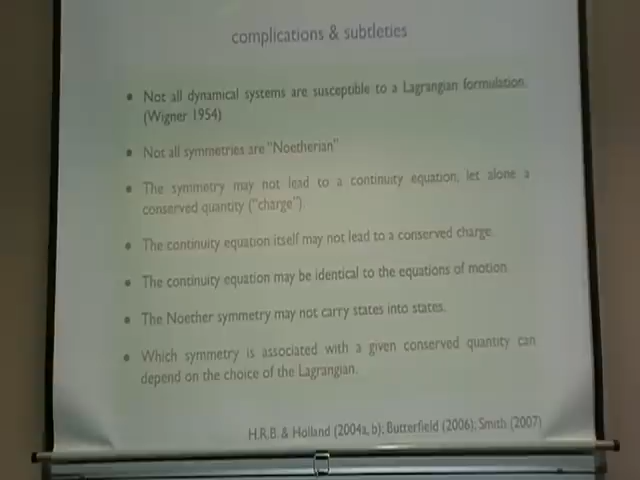 complications & subtleties
• Not all dynamical systems are susceptible to a Lagrangian formulation.
(Wigner 1954)
• Not all symmetries are "Noetherian"
• The symmetry may not lead to a continuity equation, let alone a
conserved quantity ("charge").
• The continuity equation itself may not lead to a conserved charge.
• The continuity equation may be identical to the equations of motion.
• The Noether symmetry may not carry states into states.
• Which symmetry is associated with a given conserved quantity can
depend on the choice of the Lagrangian.
H.R.B. & Holland (2004a, b); Butterfield (2006); Smith (2007)